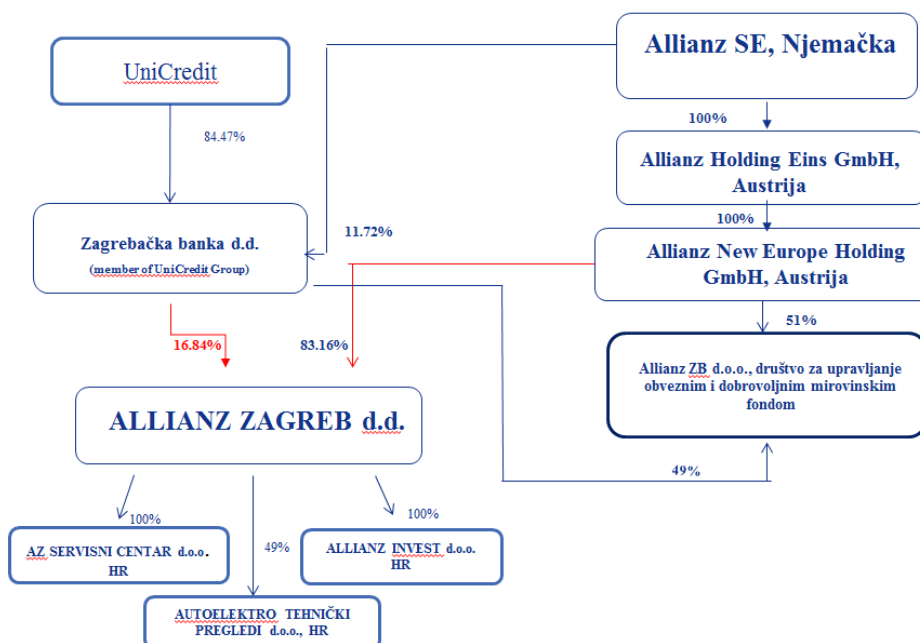 UniCredit
Allianz SE, Njemačka
84.47%
100%
Allianz Holding Eins GmbH,
Austrija
100%
Zagrebačka banka d.d.
(member of UniCredit Group)
11.72%
Allianz New Europe Holding
GmbH, Austrija
51%
16.84%
83.16%
Allianz ZB d.o.o., društvo za upravljanje
obveznim i dobrovoljnim mirovinskim
fondom
ALLIANZ ZAGREB d.d.
49%
100%
49%
100%
AZ SERVISNI CENTAR d.o.o.
HR
ALLIANZ INVEST d.o.o.
HR
AUTOELEKTRO TEHNIČKI
PREGLEDI d.o.o., HR